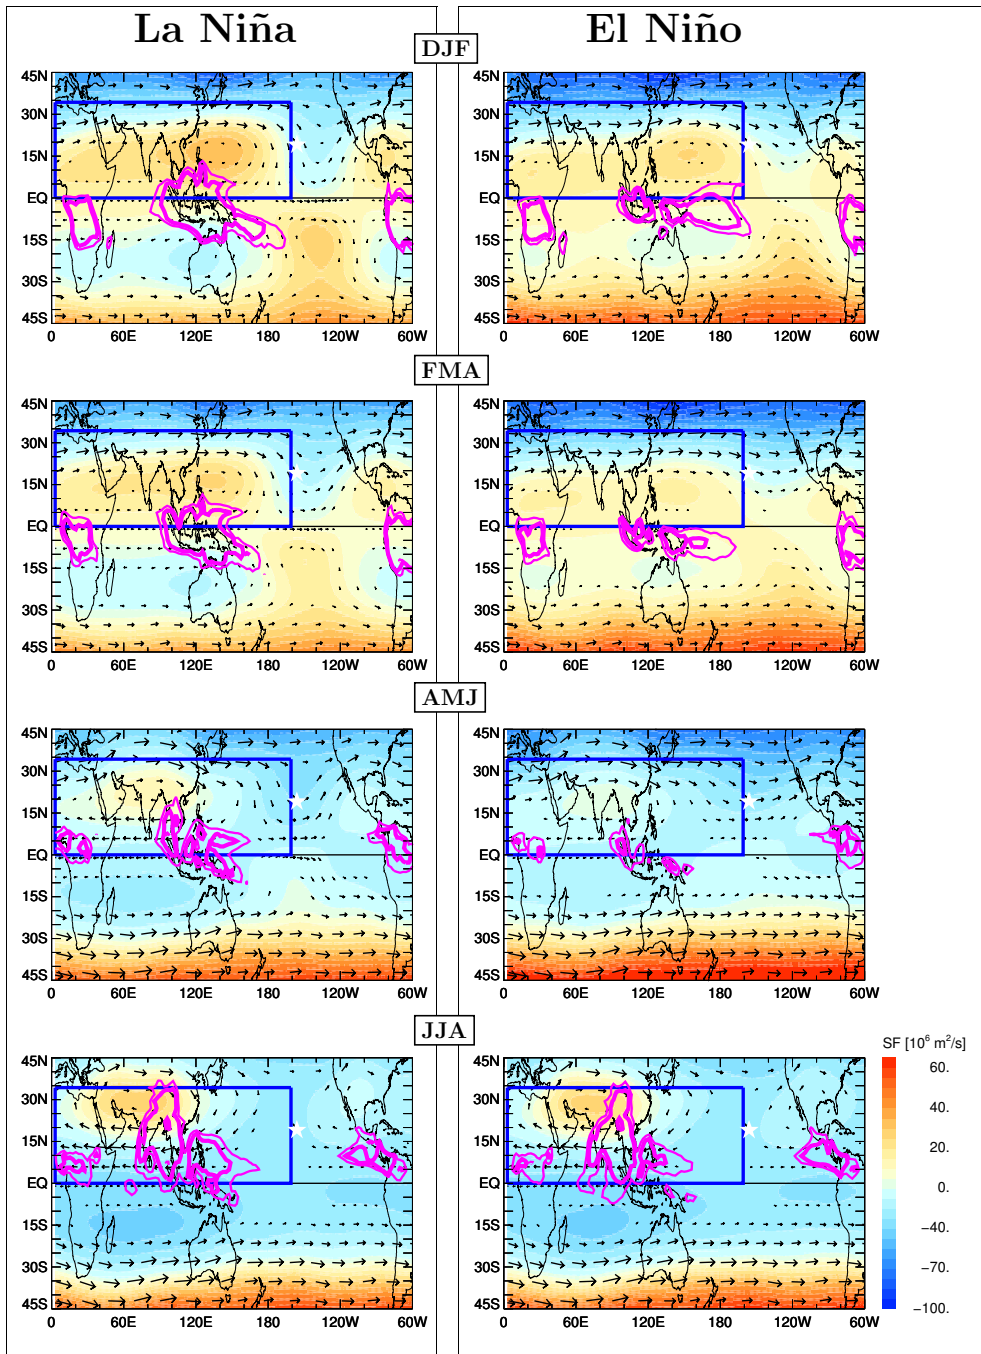 La Niña El Niño
DJF
45N
30N
15N
EQ
15S
30S
45S
0 60E 120E 180 120W 60W
45N
30N
15N
EQ
15S
30S
45S
0 60E 120E 180 120W 60W
FMA
45N
30N
15N
EQ
15S
30S
45S
0 60E 120E 180 120W 60W
45N
30N
15N
EQ
15S
30S
45S
0 60E 120E 180 120W 60W
AMJ
45N
30N
15N
EQ
15S
30S
45S
0 60E 120E 180 120W 60W
45N
30N
15N
EQ
15S
30S
45S
0 60E 120E 180 120W 60W
JJA
45N
30N
15N
EQ
15S
30S
45S
0 60E 120E 180 120W 60W
45N
30N
15N
EQ
15S
30S
45S
0 60E 120E 180 120W 60W
SF [10⁶ m²/s]
60.
40.
20.
0.
−40.
−70.
−100.